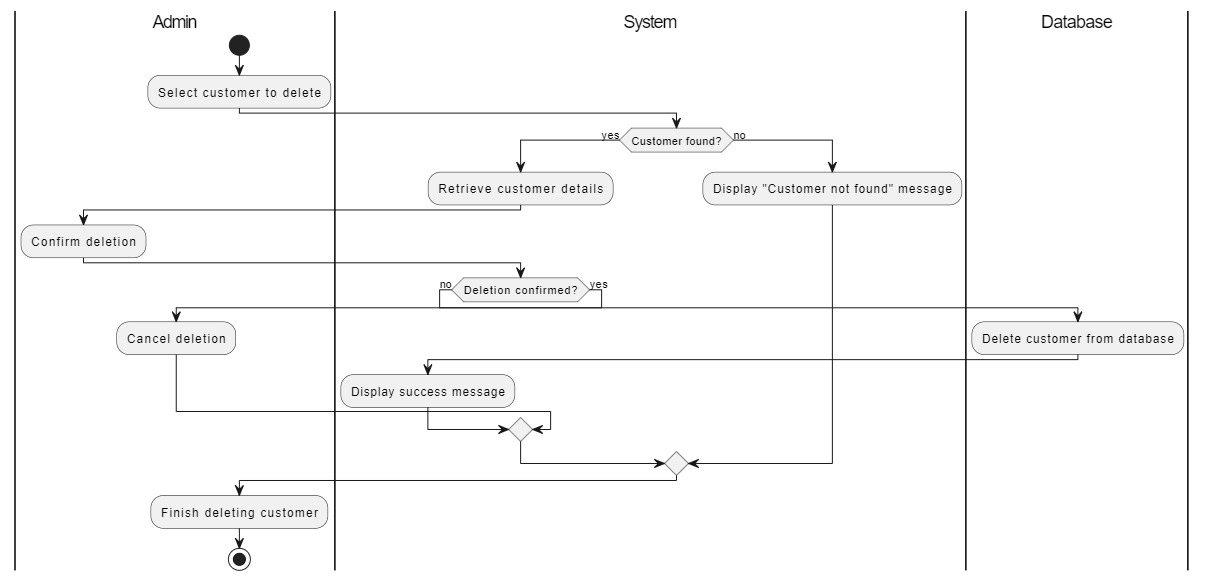 Admin
System
Database
Select customer to delete
yes
Customer found?
no
Retrieve customer details
Display "Customer not found" message
Confirm deletion
no
Deletion confirmed?
yes
Cancel deletion
Delete customer from database
Display success message
Finish deleting customer